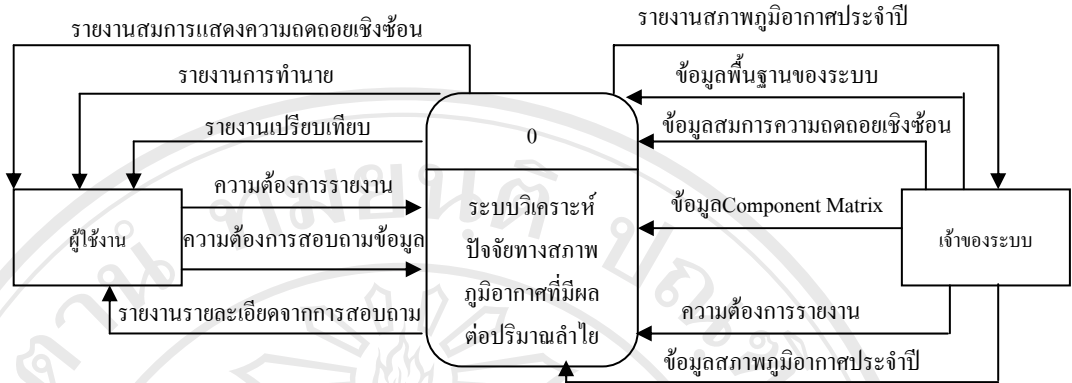 รายงานสภาพภูมิอากาศประจำปี
รายงานสมการแสดงความถดถอยเชิงซ้อน
รายงานการทำนาย
ข้อมูลพื้นฐานของระบบ
รายงานเปรียบเทียบ
0
ข้อมูลสมการความถดถอยเชิงซ้อน
ความต้องการรายงาน
ระบบวิเคราะห์
ปัจจัยทางสภาพ
ภูมิอากาศที่มีผล
ต่อปริมาณลำไย
ข้อมูลComponent Matrix
ผู้ใช้งาน
ความต้องการสอบถามข้อมูล
เจ้าของระบบ
รายงานรายละเอียดจากการสอบถาม
ความต้องการรายงาน
ข้อมูลสภาพภูมิอากาศประจำปี